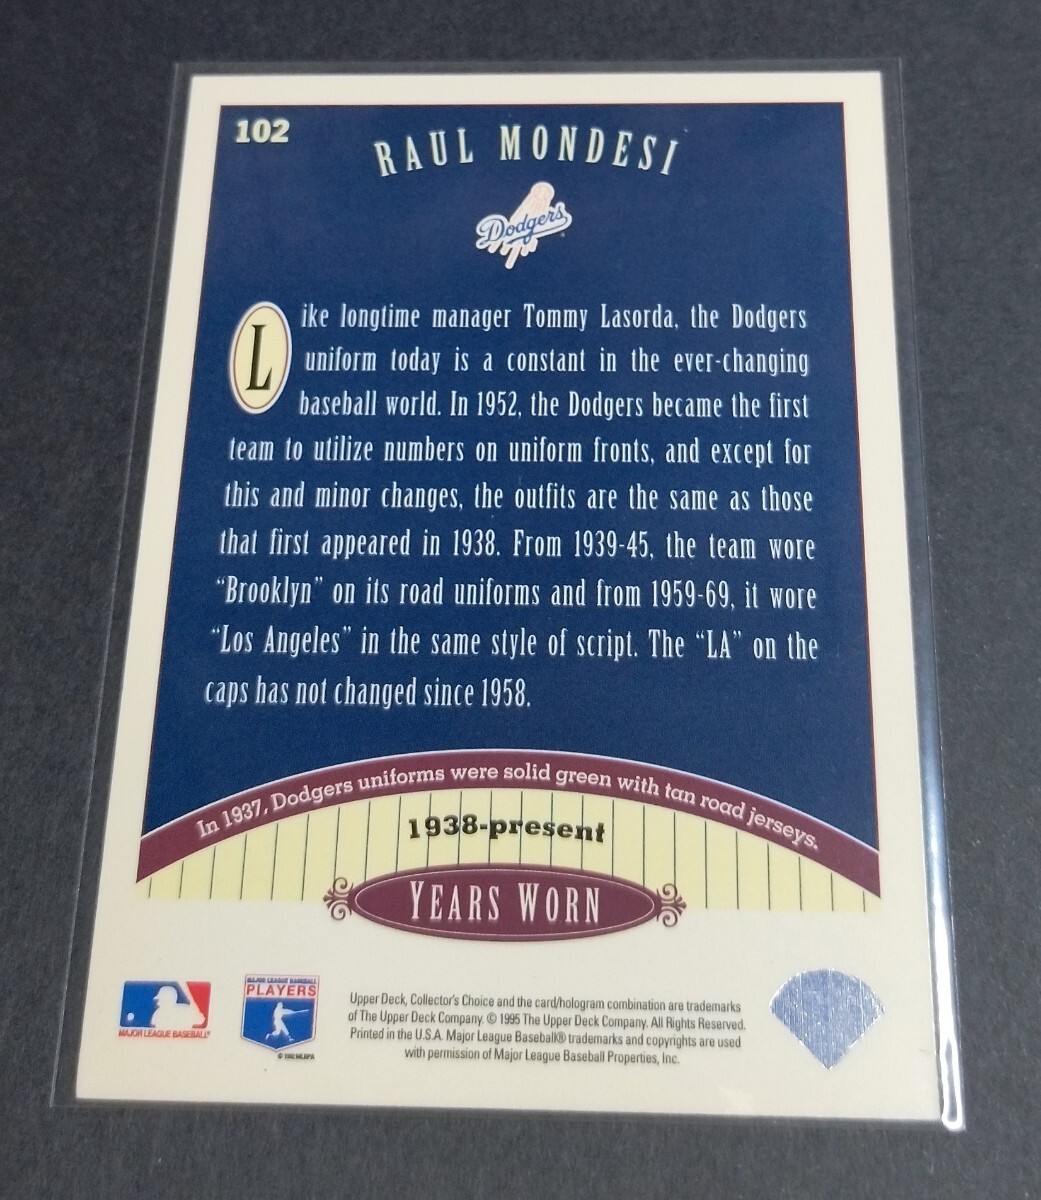 102
RAUL MONDESI
Dodgers
Like longtime manager Tommy Lasorda, the Dodgers
uniform today is a constant in the ever-changing
baseball world. In 1952, the Dodgers became the first
team to utilize numbers on uniform fronts, and except for
this and minor changes, the outfits are the same as those
that first appeared in 1938. From 1939-45, the team wore
“Brooklyn” on its road uniforms and from 1959-69, it wore
“Los Angeles” in the same style of script. The “LA” on the
caps has not changed since 1958.
In 1937, Dodgers uniforms were solid green with tan road jerseys.
1938-present
YEARS WORN
MAJOR LEAGUE BASEBALL®
MAJOR LEAGUE BASEBALL
PLAYERS
Upper Deck, Collector's Choice and the card/hologram combination are trademarks
of The Upper Deck Company. © 1995 The Upper Deck Company. All Rights Reserved.
Printed in the U.S.A. Major League Baseball® trademarks and copyrights are used
with permission of Major League Baseball Properties, Inc.